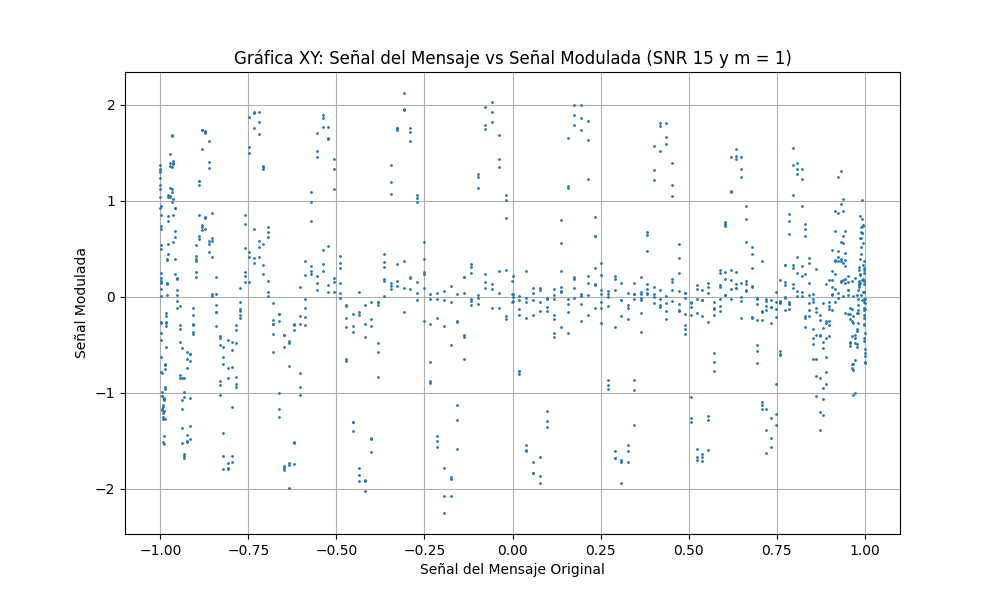 Gráfica XY: Señal del Mensaje vs Señal Modulada (SNR 15 y m = 1)
2
1
0
−1
−2
Señal Modulada
−1.00 −0.75 −0.50 −0.25 0.00 0.25 0.50 0.75 1.00
Señal del Mensaje Original